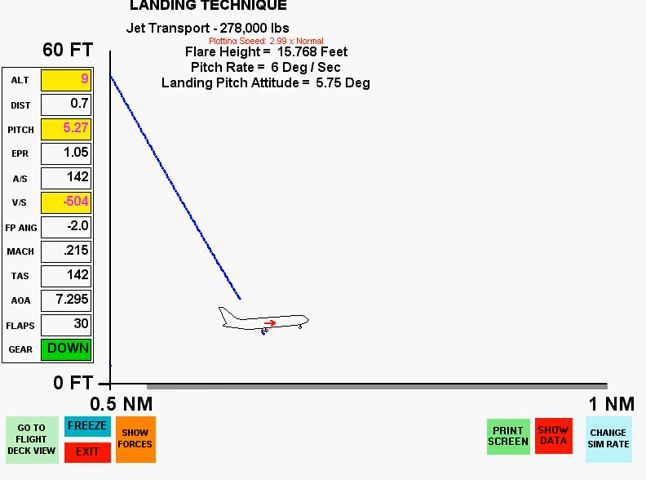 LANDING TECHNIQUE
Jet Transport - 278,000 lbs
Plotting Speed: 2.99 x Normal
Flare Height = 15.768 Feet
Pitch Rate = 6 Deg / Sec
Landing Pitch Attitude = 5.75 Deg
60 FT
ALT 9
DIST 0.7
PITCH 5.27
EPR 1.05
A/S 142
V/S -504
FP ANG -2.0
MACH .215
TAS 142
AOA 7.295
FLAPS 30
GEAR DOWN
0 FT
0.5 NM
1 NM
GO TO
FLIGHT
DECK VIEW
FREEZE
EXIT
SHOW
FORCES
PRINT
SCREEN
SHOW
DATA
CHANGE
SIM RATE